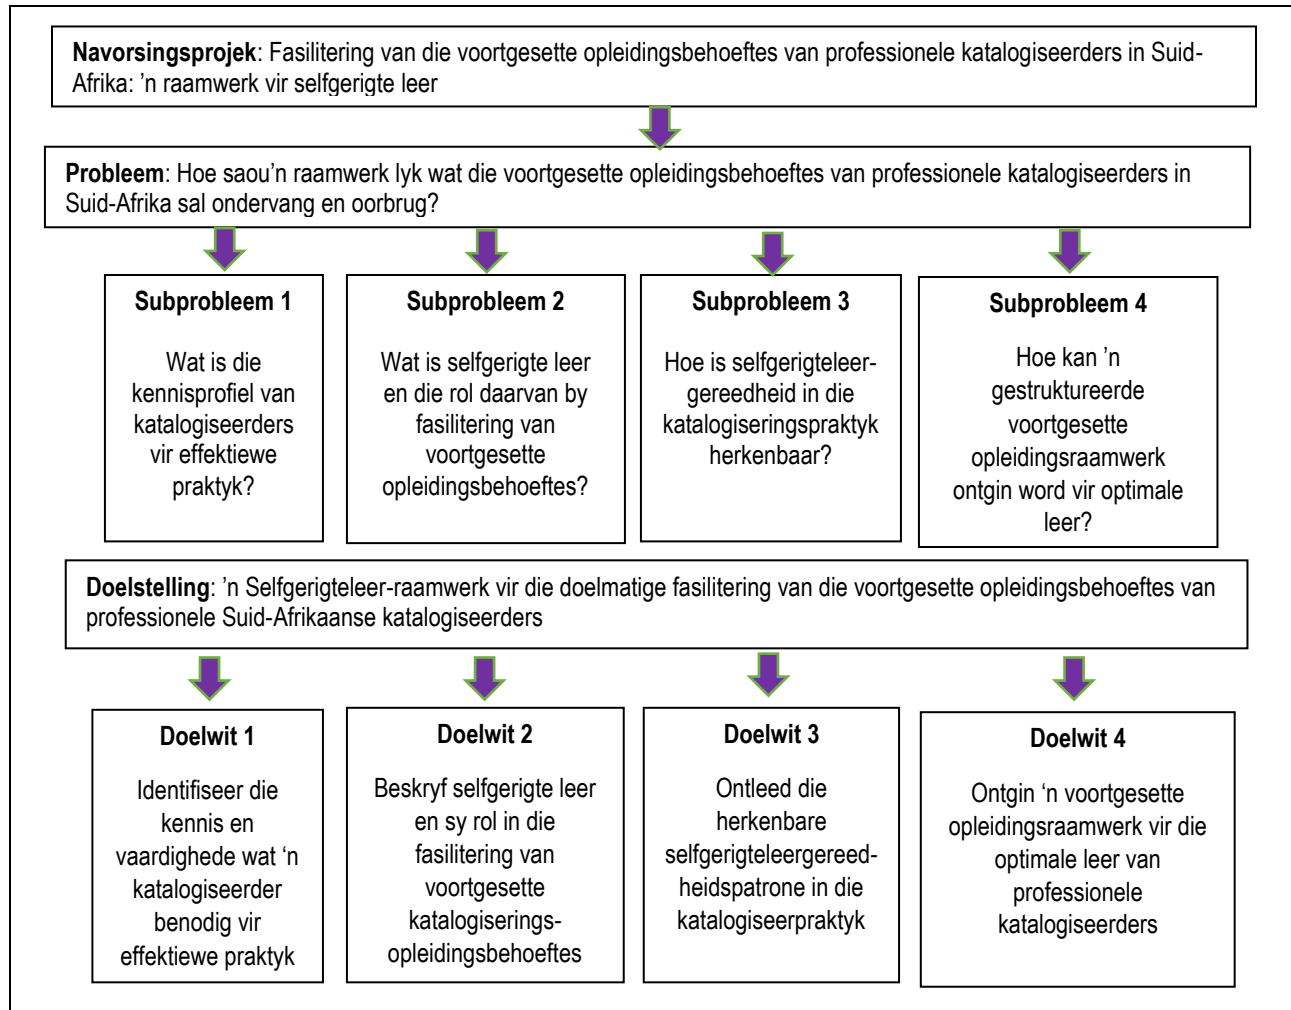 Navorsingsprojek: Fasilitering van die voortgesette opleidingsbehoeftes van professionele katalogiseerders in Suid-
Afrika: ’n raamwerk vir selfgerigte leer
Probleem: Hoe saou’n raamwerk lyk wat die voortgesette opleidingsbehoeftes van professionele katalogiseerders in
Suid-Afrika sal ondervang en oorbrug?
Subprobleem 1
Wat is die
kennisprofiel van
katalogiseerders
vir effektiewe
praktyk?
Subprobleem 2
Wat is selfgerigte leer
en die rol daarvan by
fasilitering van
voortgesette
opleidingsbehoeftes?
Subprobleem 3
Hoe is selfgerigteleer-
gereedheid in die
katalogiseringspraktyk
herkenbaar?
Subprobleem 4
Hoe kan ’n
gestruktureerde
voortgesette
opleidingsraamwerk
ontgin word vir optimale
leer?
Doelstelling: ’n Selfgerigteleer-raamwerk vir die doelmatige fasilitering van die voortgesette opleidingsbehoeftes van
professionele Suid-Afrikaanse katalogiseerders
Doelwit 1
Identifiseer die
kennis en
vaardighede wat ‘n
katalogiseerder
benodig vir
effektiewe praktyk
Doelwit 2
Beskryf selfgerigte leer
en sy rol in die
fasilitering van
voortgesette
katalogiserings-
opleidingsbehoeftes
Doelwit 3
Ontleed die
herkenbare
selfgerigteleergereed-
heidspatrone in die
katalogiseerpraktyk
Doelwit 4
Ontgin ‘n voortgesette
opleidingsraamwerk vir die
optimale leer van
professionele
katalogiseerders